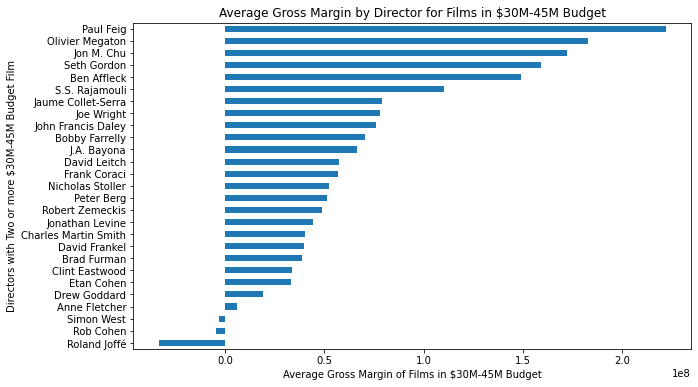 Average Gross Margin by Director for Films in $30M-45M Budget
Directors with Two or more $30M-45M Budget Film
Paul Feig
Olivier Megaton
Jon M. Chu
Seth Gordon
Ben Affleck
S.S. Rajamouli
Jaume Collet-Serra
Joe Wright
John Francis Daley
Bobby Farrelly
J.A. Bayona
David Leitch
Frank Coraci
Nicholas Stoller
Peter Berg
Robert Zemeckis
Jonathan Levine
Charles Martin Smith
David Frankel
Brad Furman
Clint Eastwood
Etan Cohen
Drew Goddard
Anne Fletcher
Simon West
Rob Cohen
Roland Joffé
0.0 0.5 1.0 1.5 2.0
1e8
Average Gross Margin of Films in $30M-45M Budget